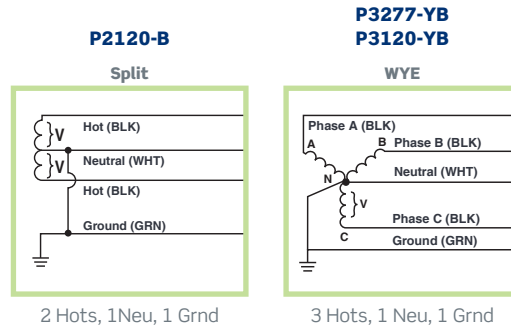 P2120-B
Split
V
Hot (BLK)
V
Neutral (WHT)
Hot (BLK)
Ground (GRN)
2 Hots, 1Neu, 1 Grnd
P3277-YB
P3120-YB
WYE
Phase A (BLK)
A
B
Phase B (BLK)
N
Neutral (WHT)
V
Phase C (BLK)
C
Ground (GRN)
3 Hots, 1 Neu, 1 Grnd